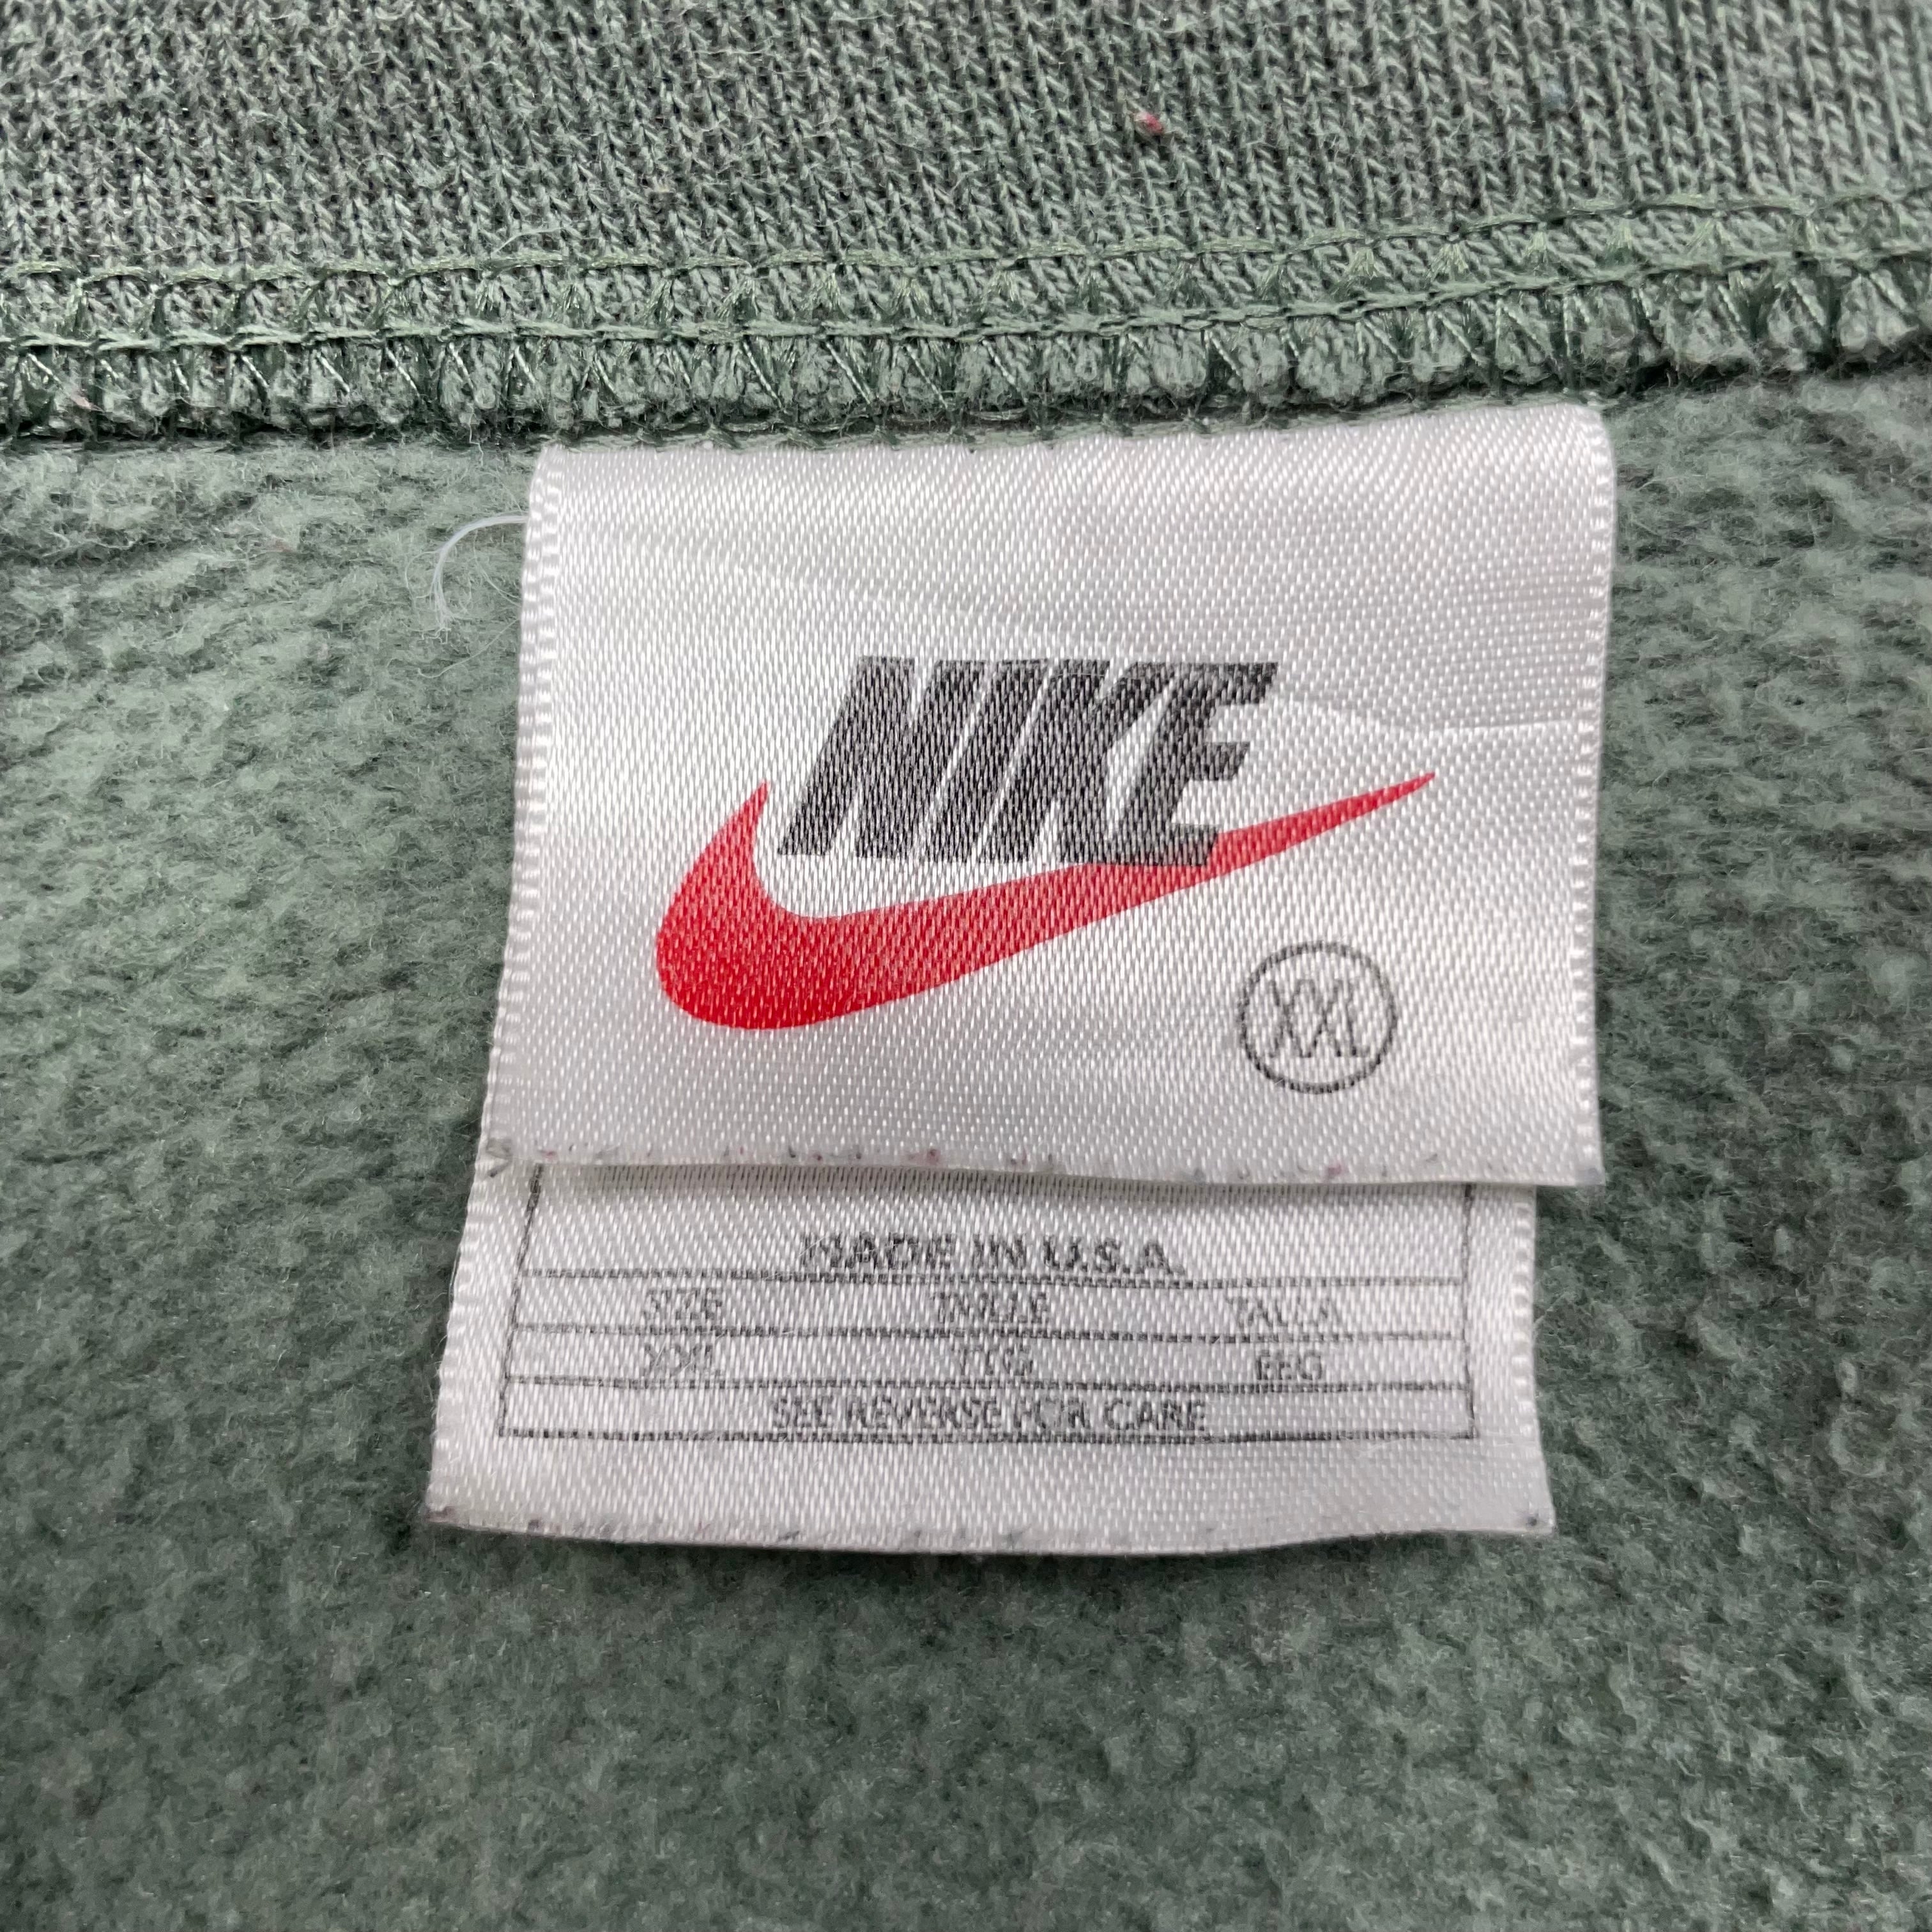 NIKE
XXL
MADE IN U.S.A
SIZE TAILLE TALLA
XXL TTG EEG
SEE REVERSE FOR CARE